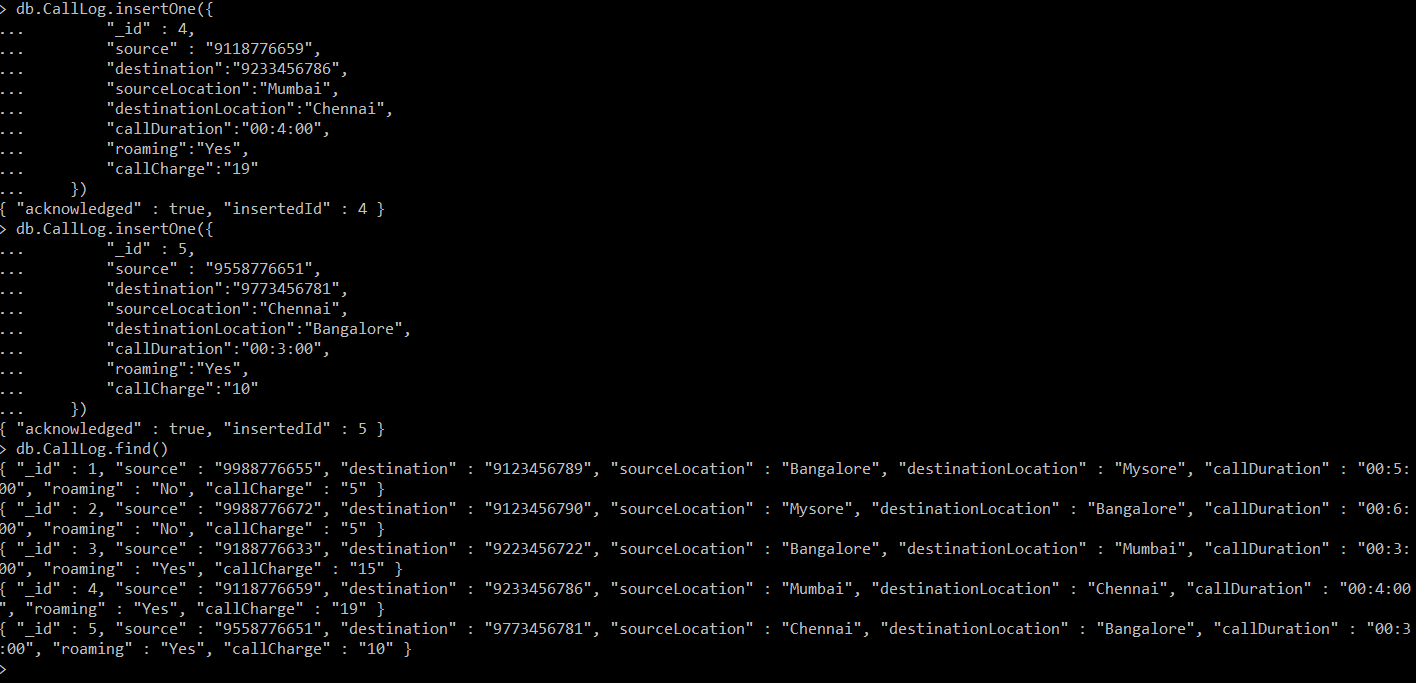 > db.CallLog.insertOne({
...         "_id" : 4,
...         "source" : "9118776659",
...         "destination":"9233456786",
...         "sourceLocation":"Mumbai",
...         "destinationLocation":"Chennai",
...         "callDuration":"00:4:00",
...         "roaming":"Yes",
...         "callCharge":"19"
...     })
{ "acknowledged" : true, "insertedId" : 4 }
> db.CallLog.insertOne({
...         "_id" : 5,
...         "source" : "9558776651",
...         "destination":"9773456781",
...         "sourceLocation":"Chennai",
...         "destinationLocation":"Bangalore",
...         "callDuration":"00:3:00",
...         "roaming":"Yes",
...         "callCharge":"10"
...     })
{ "acknowledged" : true, "insertedId" : 5 }
> db.CallLog.find()
{ "_id" : 1, "source" : "9988776655", "destination" : "9123456789", "sourceLocation" : "Bangalore", "destinationLocation" : "Mysore", "callDuration" : "00:5:
00", "roaming" : "No", "callCharge" : "5" }
{ "_id" : 2, "source" : "9988776672", "destination" : "9123456790", "sourceLocation" : "Mysore", "destinationLocation" : "Bangalore", "callDuration" : "00:6:
00", "roaming" : "No", "callCharge" : "5" }
{ "_id" : 3, "source" : "9188776633", "destination" : "9223456722", "sourceLocation" : "Bangalore", "destinationLocation" : "Mumbai", "callDuration" : "00:3:
00", "roaming" : "Yes", "callCharge" : "15" }
{ "_id" : 4, "source" : "9118776659", "destination" : "9233456786", "sourceLocation" : "Mumbai", "destinationLocation" : "Chennai", "callDuration" : "00:4:00
", "roaming" : "Yes", "callCharge" : "19" }
{ "_id" : 5, "source" : "9558776651", "destination" : "9773456781", "sourceLocation" : "Chennai", "destinationLocation" : "Bangalore", "callDuration" : "00:3
:00", "roaming" : "Yes", "callCharge" : "10" }
>